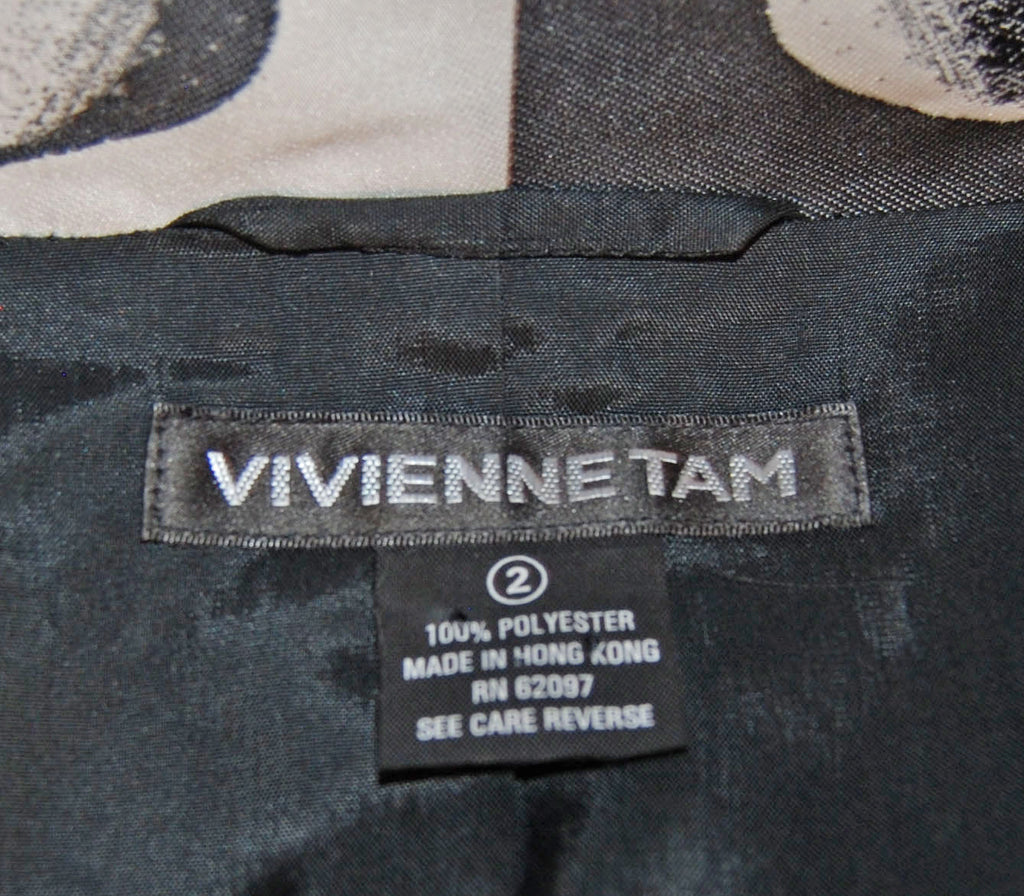 VIVIENNE TAM
2
100% POLYESTER
MADE IN HONG KONG
RN 62097
SEE CARE REVERSE